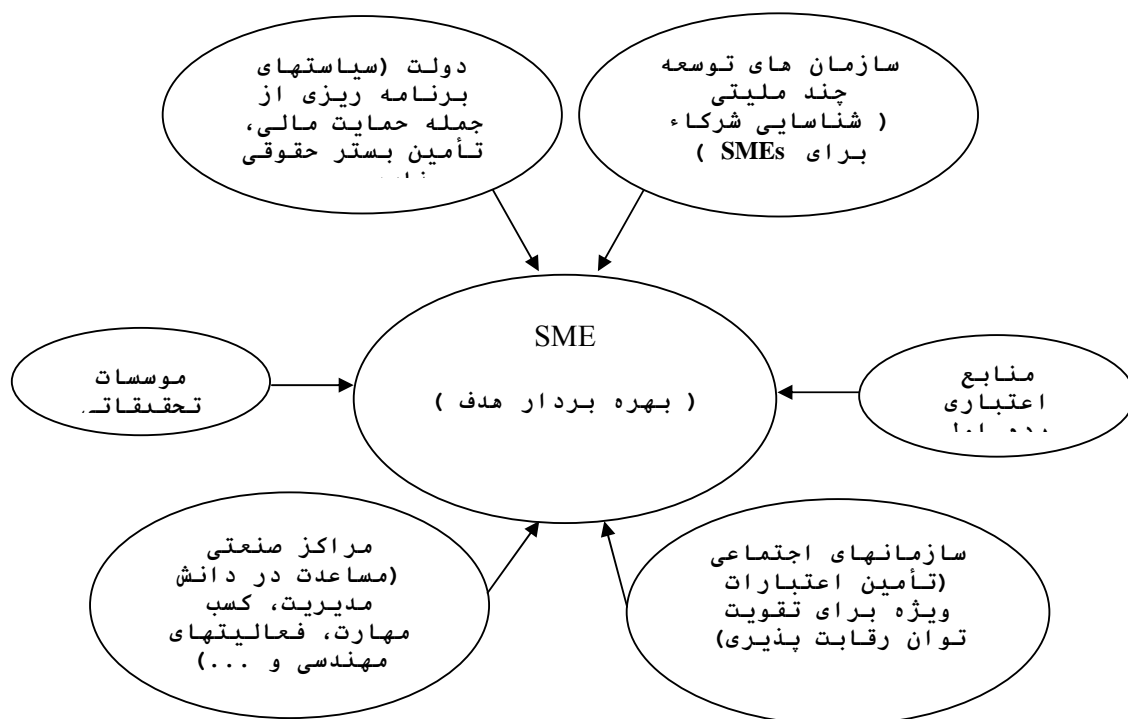 سازمان های توسعه
چند ملیتی
( شناسایی شرکاء
برای SMEs )
دولت (سیاستهای
برنامه ریزی از
جمله حمایت مالی،
تأمین بستر حقوقی
SME
( بهره بردار هدف )
منابع
اعتباری
موسسات
تحقیقاتی
سازمانهای اجتماعی
(تأمین اعتبارات
ویژه برای تقویت
توان رقابت پذیری)
مراکز صنعتی
(مساعدت در دانش
مدیریت، کسب
مهارت، فعالیتهای
مهندسی و ...)